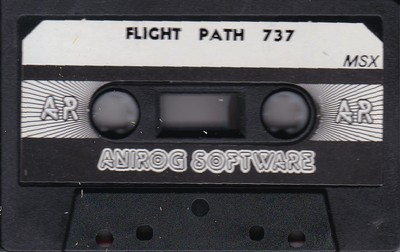 FLIGHT PATH 737
MSX
AR AR
ANIROG SOFTWARE